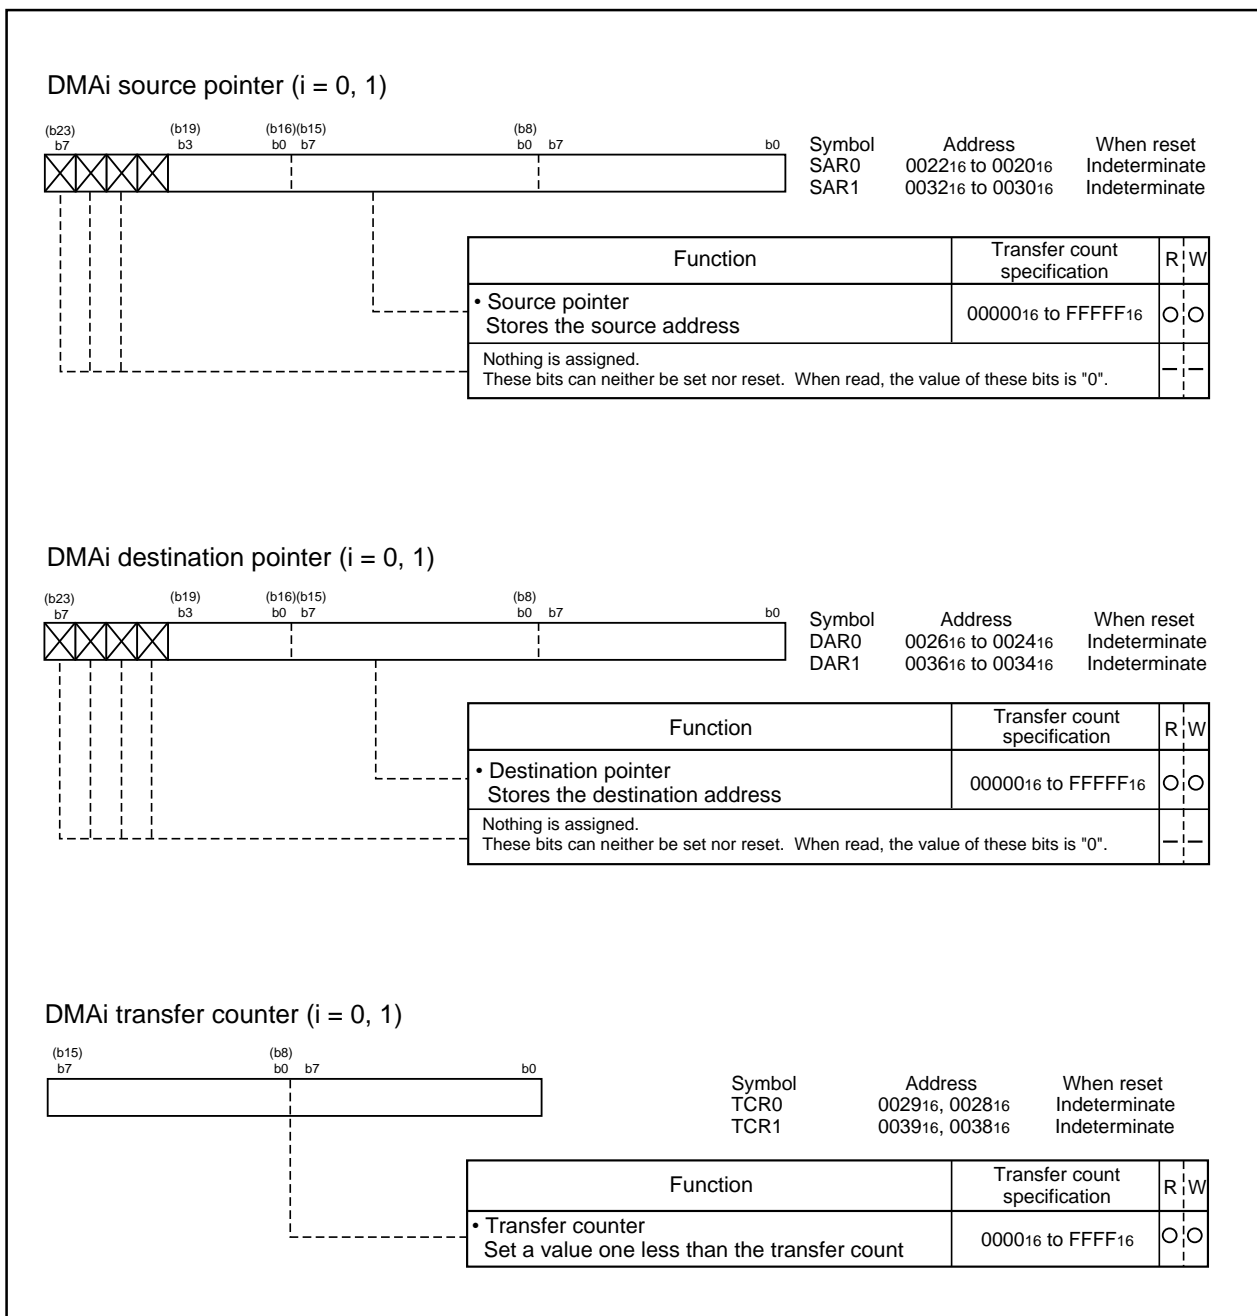 DMAi source pointer (i = 0, 1)
(b23) (b19) (b16)(b15) (b8)
b7 b3 b0 b7 b0 b7 b0
Symbol Address When reset
SAR0 002216 to 002016 Indeterminate
SAR1 003216 to 003016 Indeterminate
Function Transfer count specification R W
• Source pointer
Stores the source address 0000016 to FFFFF16 O O
Nothing is assigned.
These bits can neither be set nor reset. When read, the value of these bits is "0". – –
DMAi destination pointer (i = 0, 1)
(b23) (b19) (b16)(b15) (b8)
b7 b3 b0 b7 b0 b7 b0
Symbol Address When reset
DAR0 002616 to 002416 Indeterminate
DAR1 003616 to 003416 Indeterminate
Function Transfer count specification R W
• Destination pointer
Stores the destination address 0000016 to FFFFF16 O O
Nothing is assigned.
These bits can neither be set nor reset. When read, the value of these bits is "0". – –
DMAi transfer counter (i = 0, 1)
(b15) (b8)
b7 b0 b7 b0
Symbol Address When reset
TCR0 002916, 002816 Indeterminate
TCR1 003916, 003816 Indeterminate
Function Transfer count specification R W
• Transfer counter
Set a value one less than the transfer count 000016 to FFFF16 O O